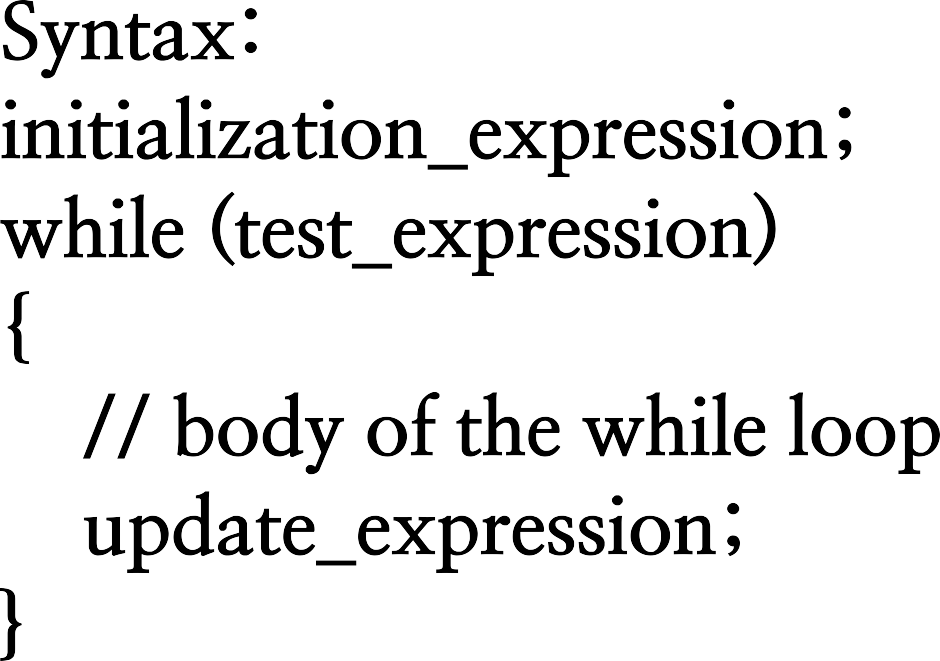 Syntax:
initialization_expression;
while (test_expression)
{
// body of the while loop
update_expression;
}